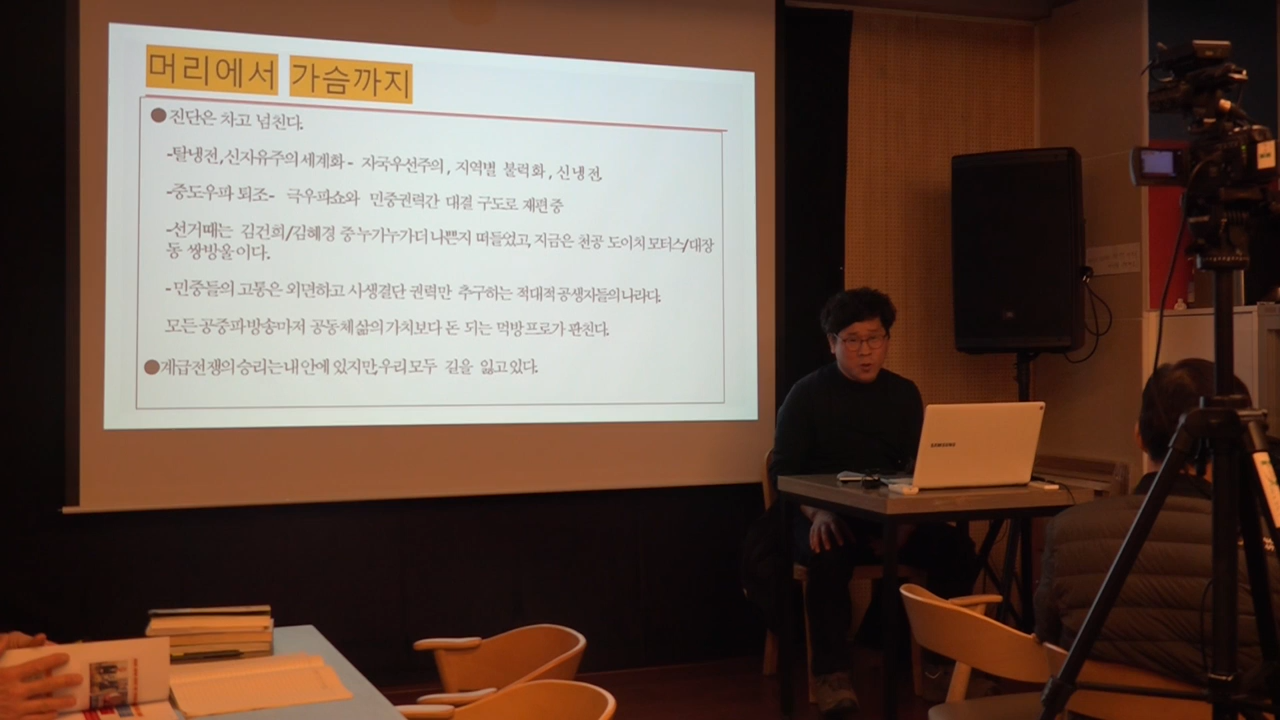 머리에서 가슴까지
●진단은 차고 넘친다.
-탈냉전,신자유주의 세계화 - 자국우선주의, 지역별 블럭화, 신냉전,
-중도우파 퇴조- 극우파쇼와 민중권력간 대결 구도로 재편 중
-선거때는 김건희/김혜경 중 누가누가 더 나쁜지 떠들었고, 지금은 천공 도이치 모터스/대장
동 쌍방울이다.
-민중들의 고통은 외면하고 사생결단 권력만 추구하는 적대적 공생자들의 나라다.
모든 공중파 방송마저 공동체 삶의 가치보다 돈 되는 먹방 프로가 판친다.
●계급전쟁의 승리는 내 안에 있지만, 우리 모두 길을 잃고 있다.
SAMSUNG